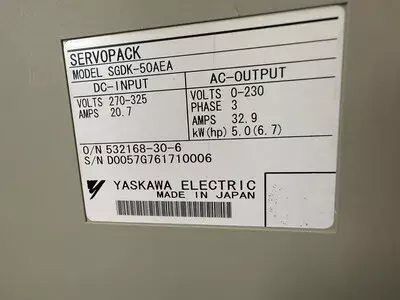 SERVOPACK
MODEL SGDK-50AEA
DC-INPUT AC-OUTPUT
VOLTS 270-325 VOLTS 0-230
AMPS 20.7 PHASE 3
AMPS 32.9
kW(hp) 5.0(6.7)
O/N 532168-30-6
S/N D0057G761710006
YASKAWA ELECTRIC
MADE IN JAPAN